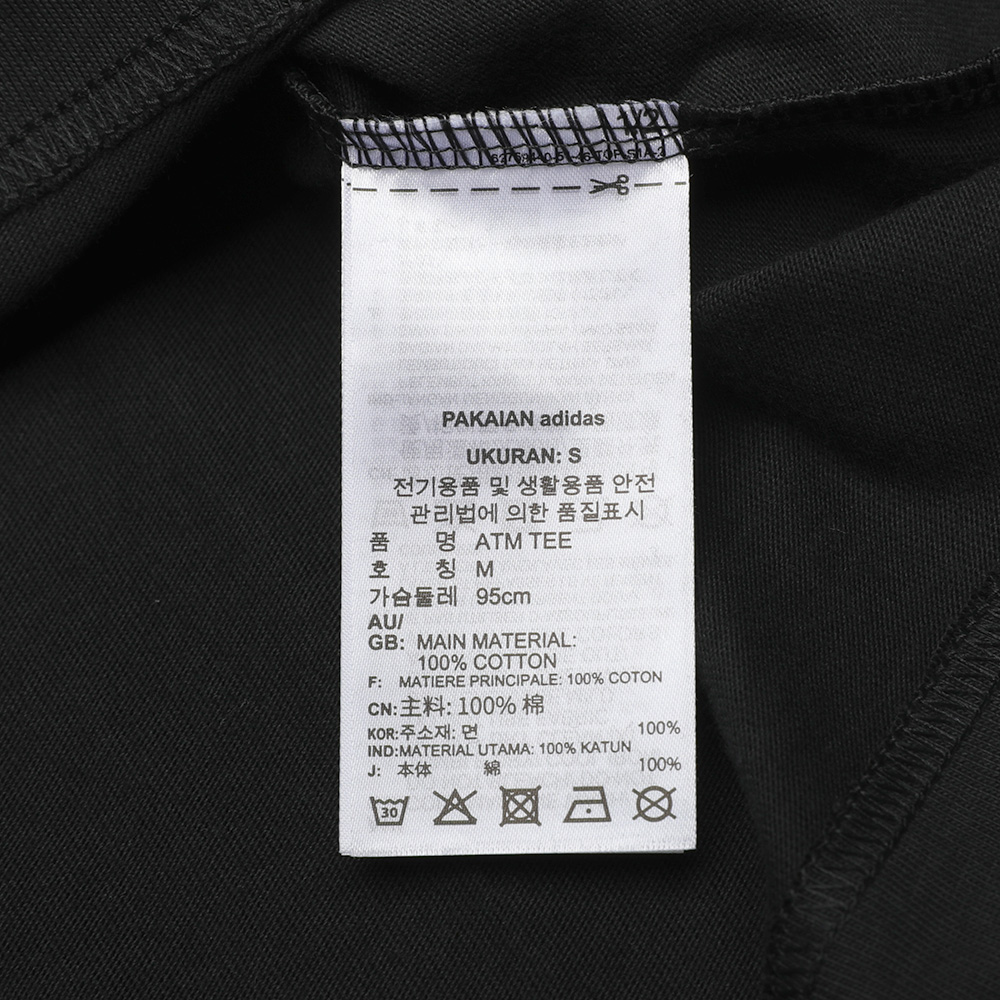 1/2
PAKAIAN adidas
UKURAN: S
전기용품 및 생활용품 안전
관리법에 의한 품질표시
품 명 ATM TEE
호 칭 M
가슴둘레 95cm
AU/
GB: MAIN MATERIAL:
100% COTTON
F: MATIERE PRINCIPALE: 100% COTON
CN:主料: 100% 棉
KOR:주소재: 면 100%
IND:MATERIAL UTAMA: 100% KATUN
J: 本体 綿 100%
30